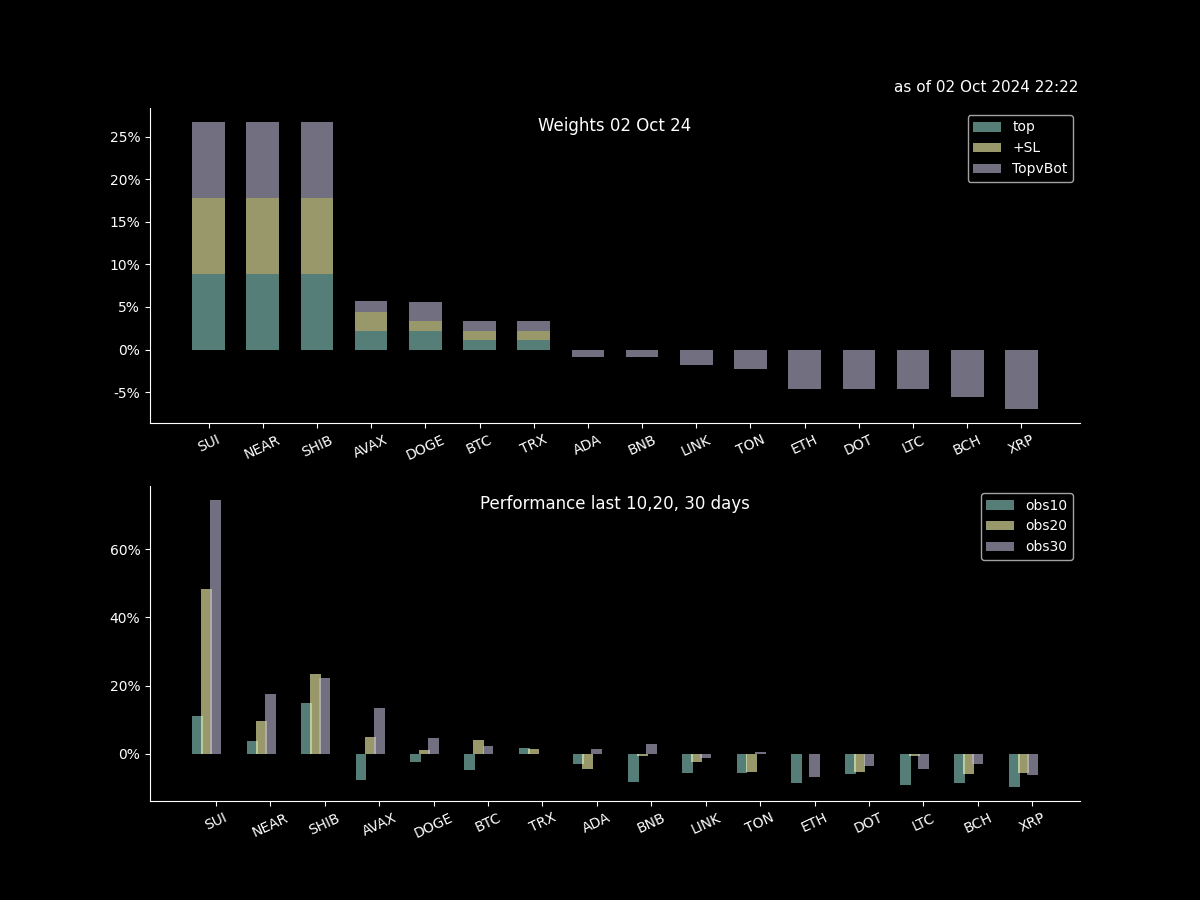 as of 02 Oct 2024 22:22
Weights 02 Oct 24
top
+SL
TopvBot
25%
20%
15%
10%
5%
0%
-5%
SUI NEAR SHIB AVAX DOGE BTC TRX ADA BNB LINK TON ETH DOT LTC BCH XRP
Performance last 10,20, 30 days
obs10
obs20
obs30
60%
40%
20%
0%
SUI NEAR SHIB AVAX DOGE BTC TRX ADA BNB LINK TON ETH DOT LTC BCH XRP